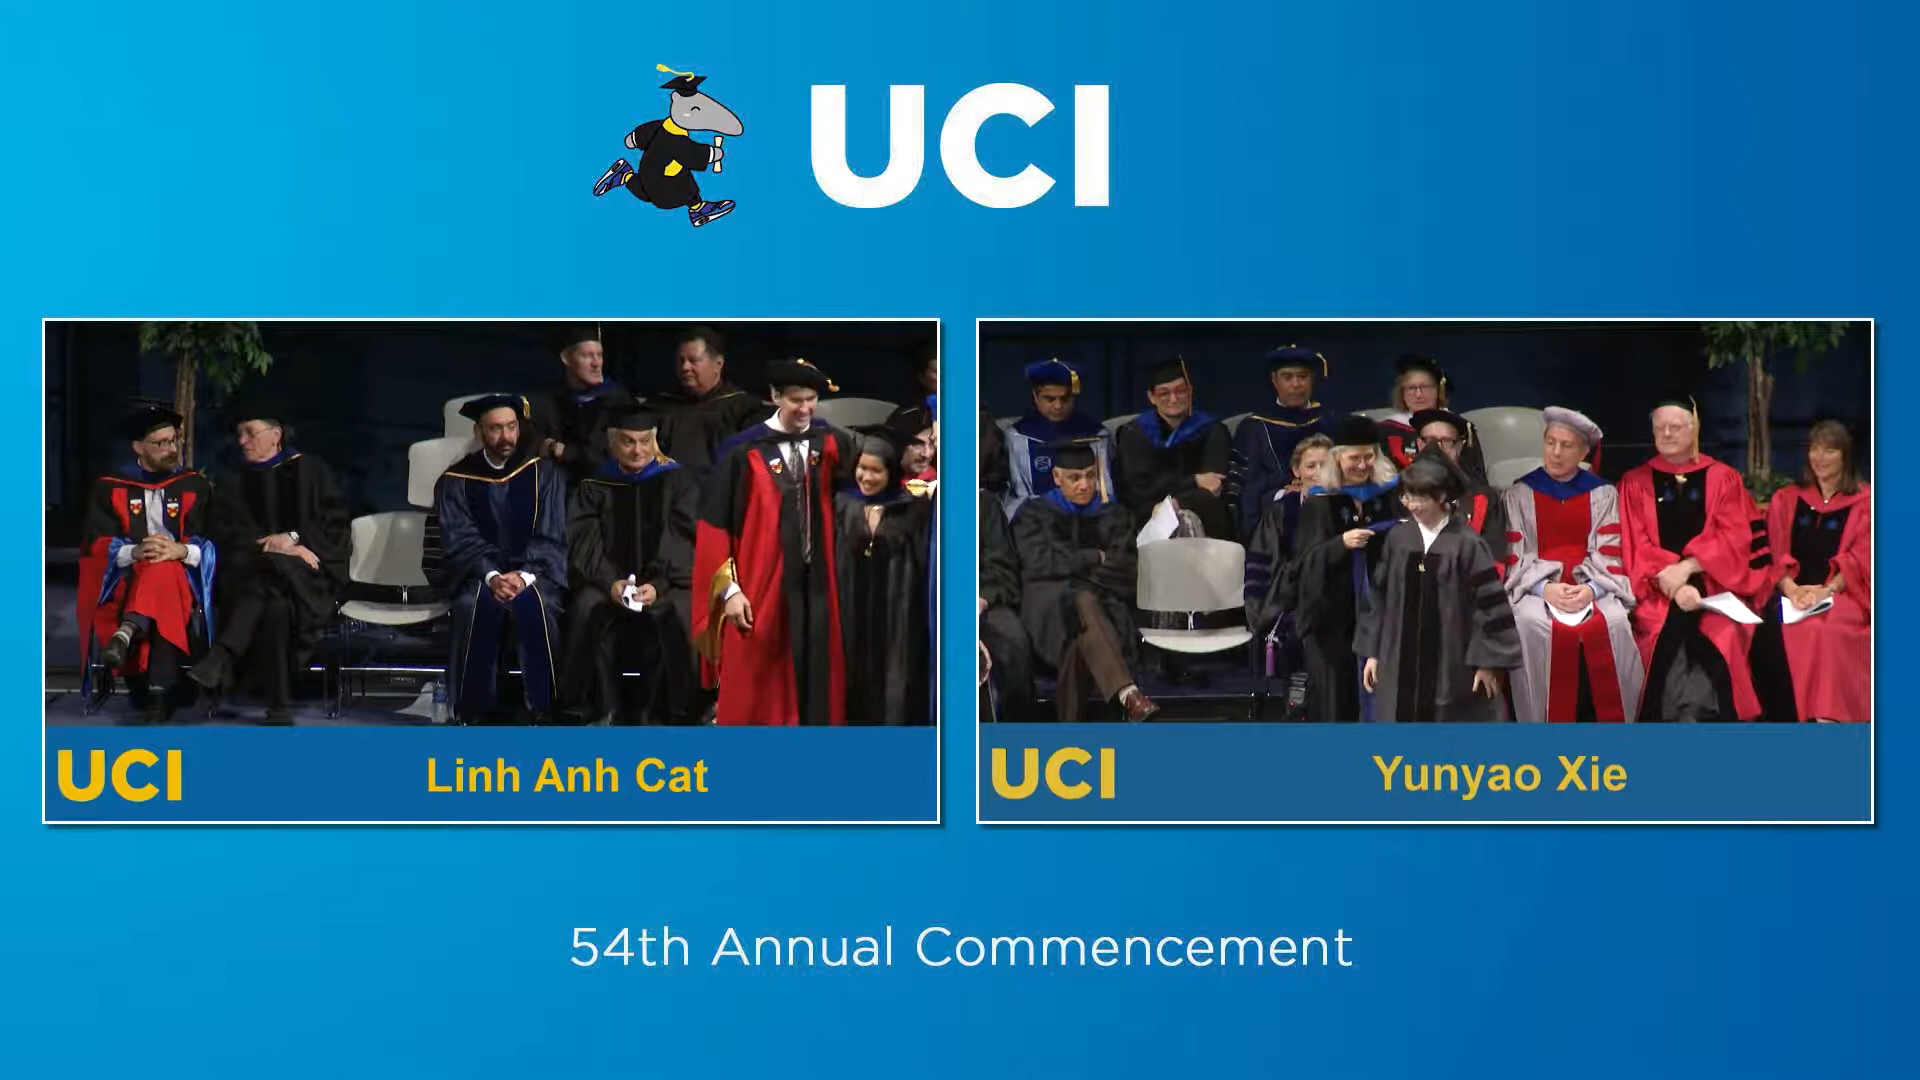 UCI
UCI
Linh Anh Cat
UCI
Yunyao Xie
54th Annual Commencement